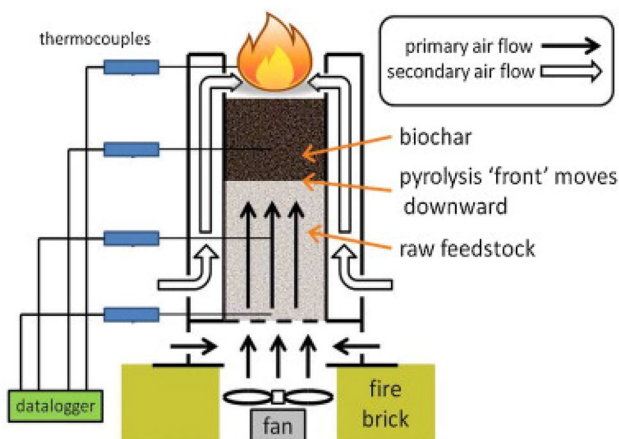 thermocouples
primary air flow
secondary air flow
biochar
pyrolysis ‘front’ moves
downward
raw feedstock
datalogger
fan
fire
brick